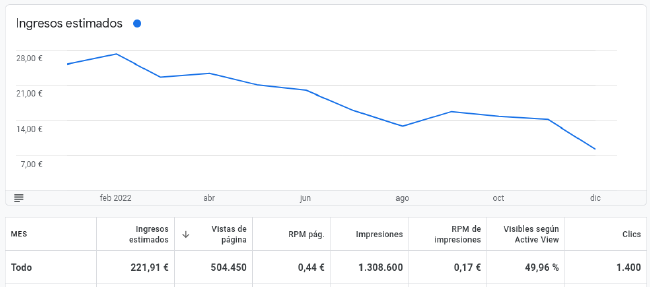 Ingresos estimados
28,00 €
21,00 €
14,00 €
7,00 €
feb 2022 abr jun ago oct dic
MES Ingresos estimados Vistas de página RPM pág. Impresiones RPM de impresiones Visibles según Active View Clics
Todo 221,91 € 504.450 0,44 € 1.308.600 0,17 € 49,96 % 1.400